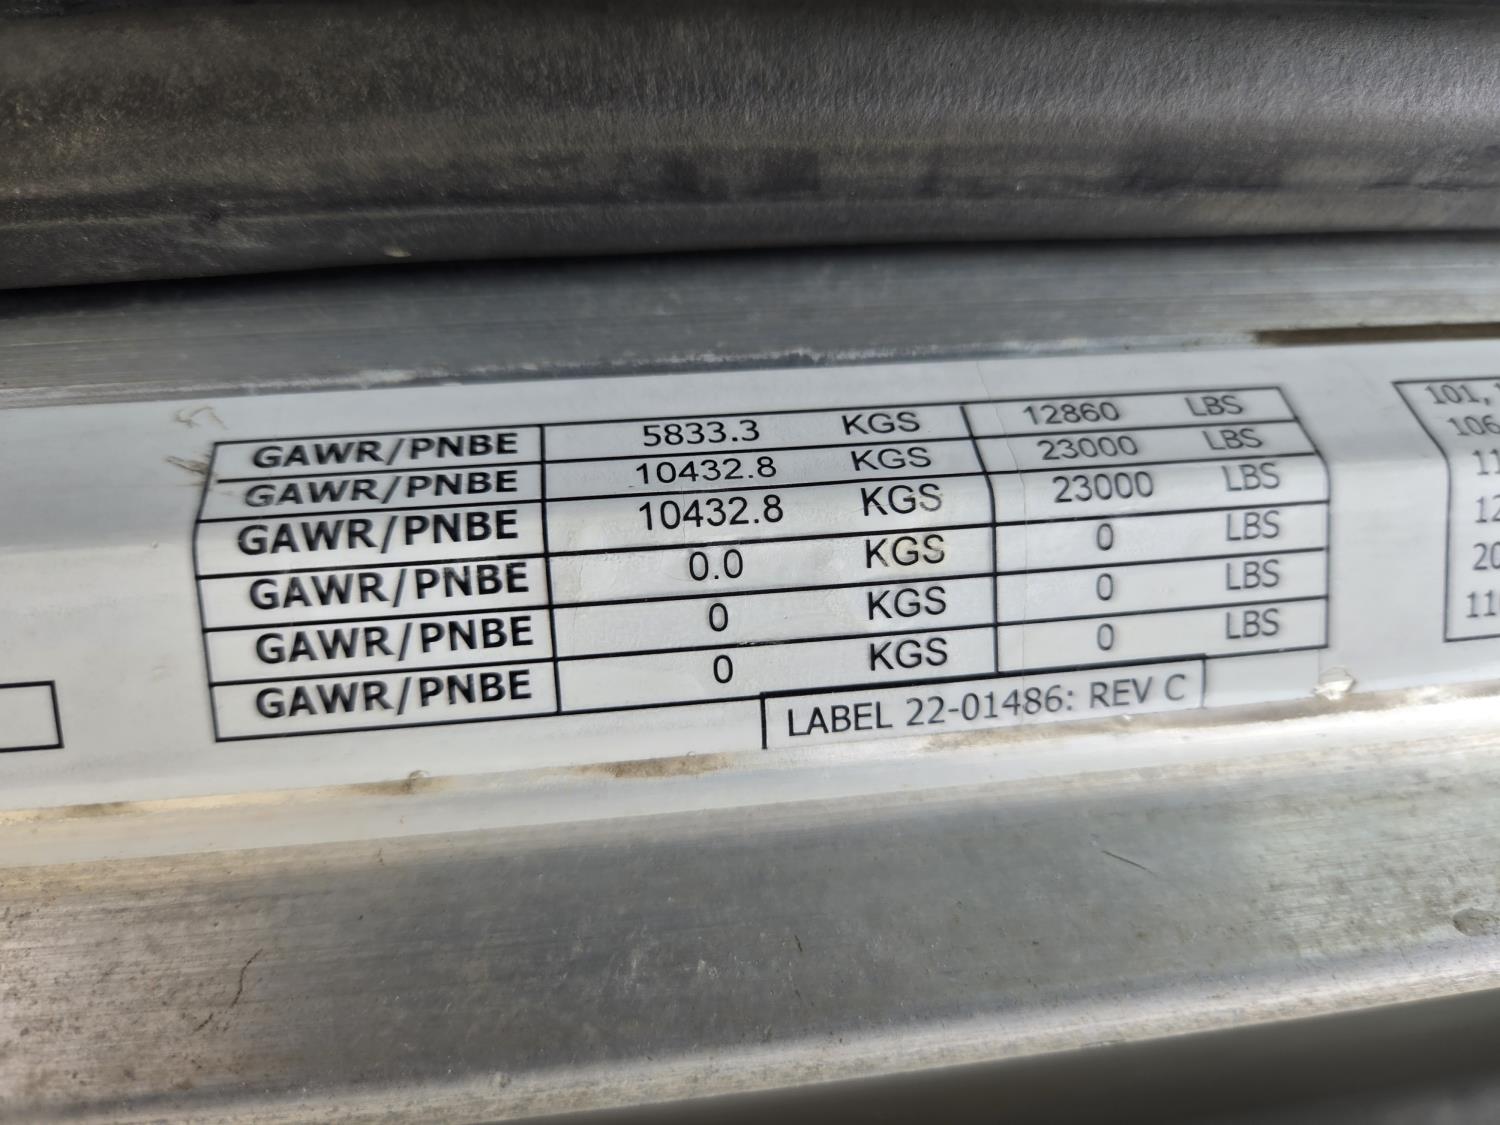 GAWR/PNBE 5833.3 KGS 12860 LBS
GAWR/PNBE 10432.8 KGS 23000 LBS
GAWR/PNBE 10432.8 KGS 23000 LBS
GAWR/PNBE 0.0 KGS 0 LBS
GAWR/PNBE 0 KGS 0 LBS
GAWR/PNBE 0 KGS 0 LBS
LABEL 22-01486: REV C
101,
106